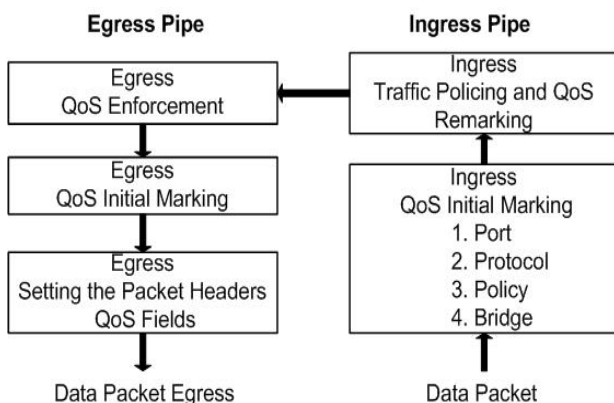 Egress Pipe
Egress
QoS Enforcement
Egress
QoS Initial Marking
Egress
Setting the Packet Headers
QoS Fields
Data Packet Egress
Ingress Pipe
Ingress
Traffic Policing and QoS
Remarking
Ingress
QoS Initial Marking
1. Port
2. Protocol
3. Policy
4. Bridge
Data Packet